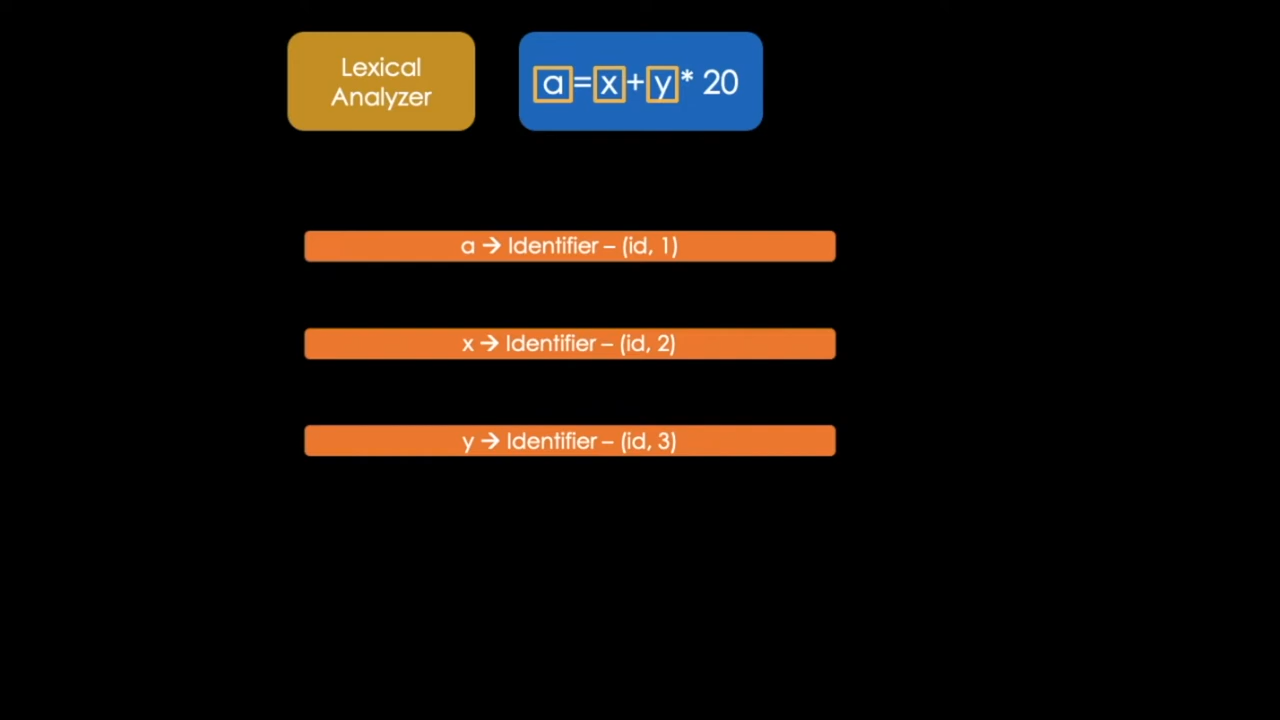 Lexical
Analyzer
a=x+y* 20
a → Identifier – (id, 1)
x → Identifier – (id, 2)
y → Identifier – (id, 3)